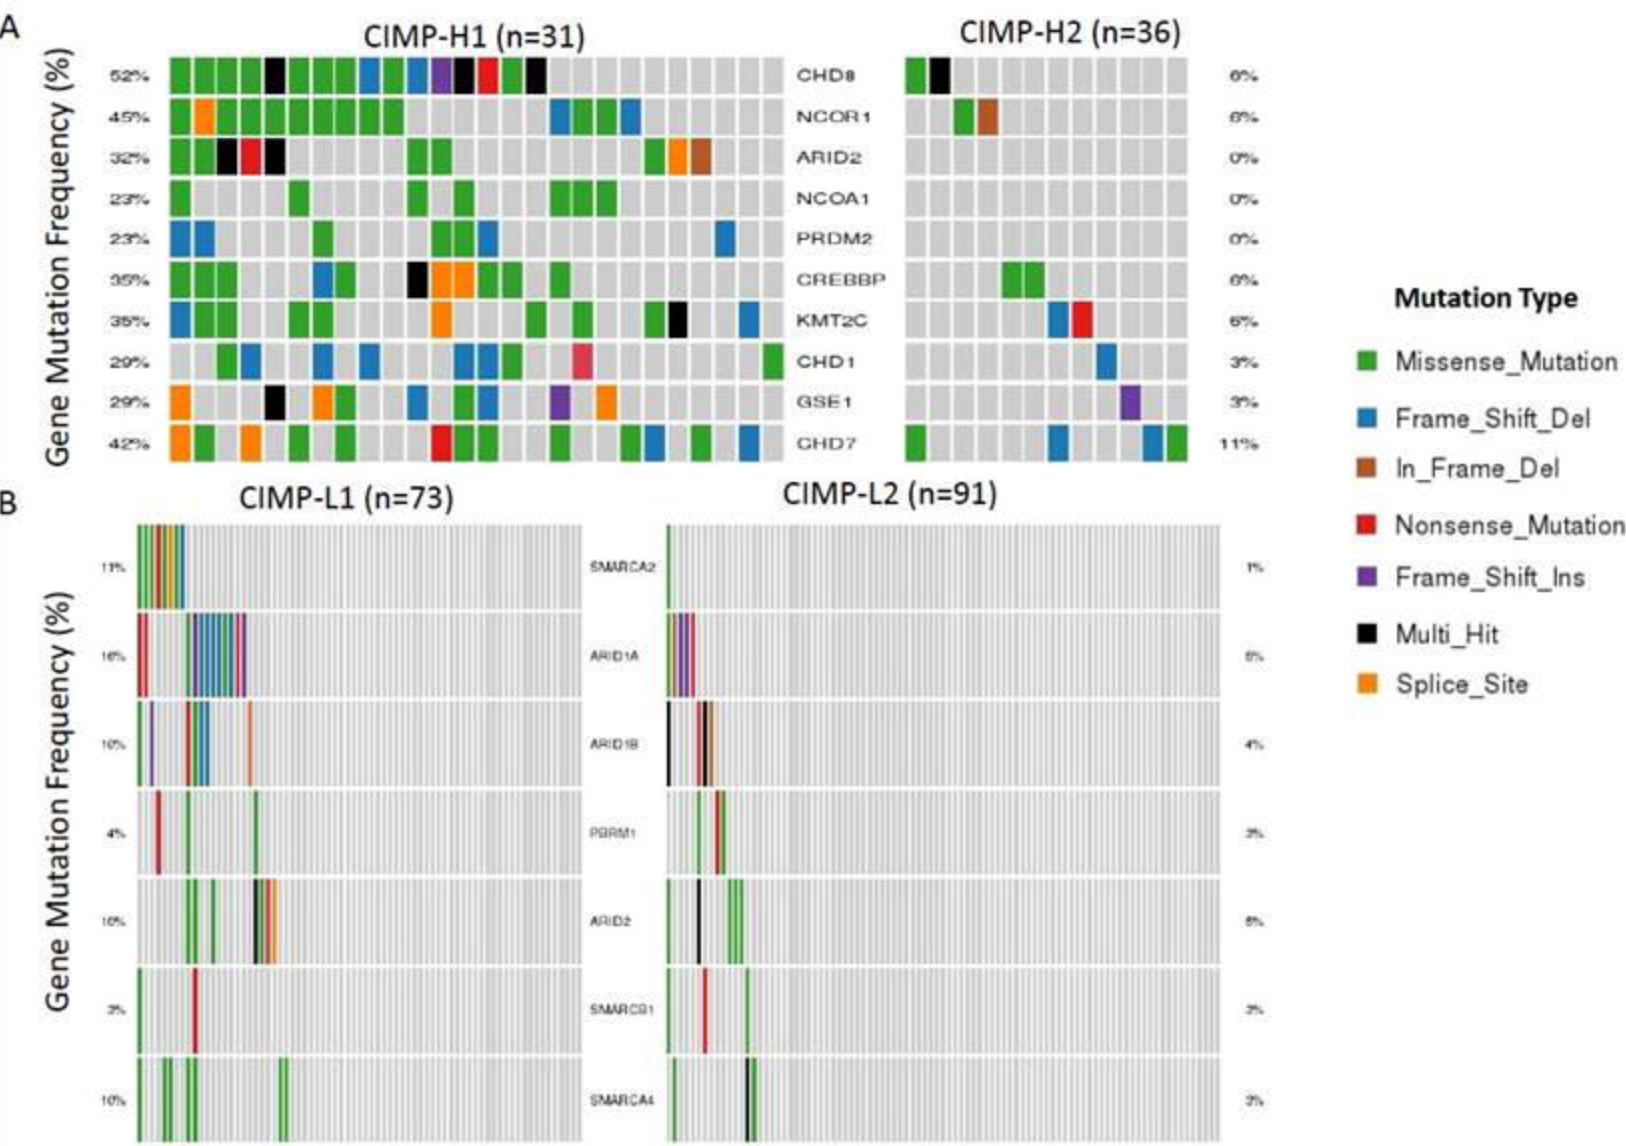 A
CIMP-H1 (n=31)
CIMP-H2 (n=36)
Gene Mutation Frequency (%)
52% CHD8 6%
45% NCOR1 6%
32% ARID2 0%
23% NCOA1 0%
23% PRDM2 0%
35% CREBBP 6%
35% KMT2C 6%
29% CHD1 3%
29% GSE1 3%
42% CHD7 11%
Mutation Type
Missense_Mutation
Frame_Shift_Del
In_Frame_Del
Nonsense_Mutation
Frame_Shift_Ins
Multi_Hit
Splice_Site
B
CIMP-L1 (n=73)
CIMP-L2 (n=91)
Gene Mutation Frequency (%)
11% SMARCA2 1%
16% ARID1A 5%
10% ARID1B 4%
4% PBRM1 3%
10% ARID2 5%
3% SMARCB1
10% SMARCA4 3%